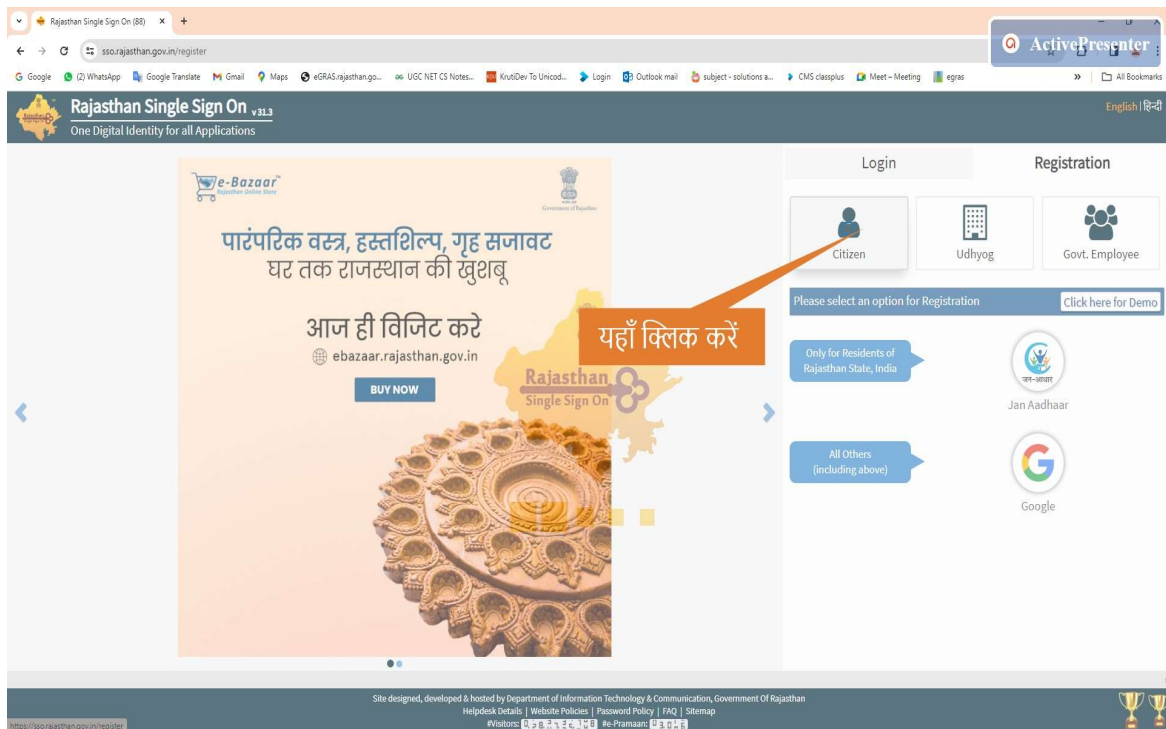 Rajasthan Single Sign On (88)
sso.rajasthan.gov.in/register
ActivePresenter
Google (2) WhatsApp Google Translate Gmail Maps eGRAS.rajasthan.go... UGC NET CS Notes... KrutiDev To Unicod... Login Outlook mail subject - solutions a... CMS classplus Meet – Meeting egras » All Bookmarks
Rajasthan Single Sign On v31.3
One Digital Identity for all Applications
English | हिन्दी
Login Registration
e-Bazaar
Rajasthan Online Store
Government of Rajasthan
पारंपरिक वस्त्र, हस्तशिल्प, गृह सजावट
घर तक राजस्थान की खुशबू
आज ही विजिट करे
ebazaar.rajasthan.gov.in
BUY NOW
Rajasthan
Single Sign On
यहाँ क्लिक करें
Citizen Udhyog Govt. Employee
Please select an option for Registration Click here for Demo
Only for Residents of
Rajasthan State, India
जन-आधार
Jan Aadhaar
All Others
(including above)
Google
Site designed, developed & hosted by Department of Information Technology & Communication, Government Of Rajasthan
Helpdesk Details | Website Policies | Password Policy | FAQ | Sitemap
#Visitors: #e-Pramaan:
https://sso.rajasthan.gov.in/register